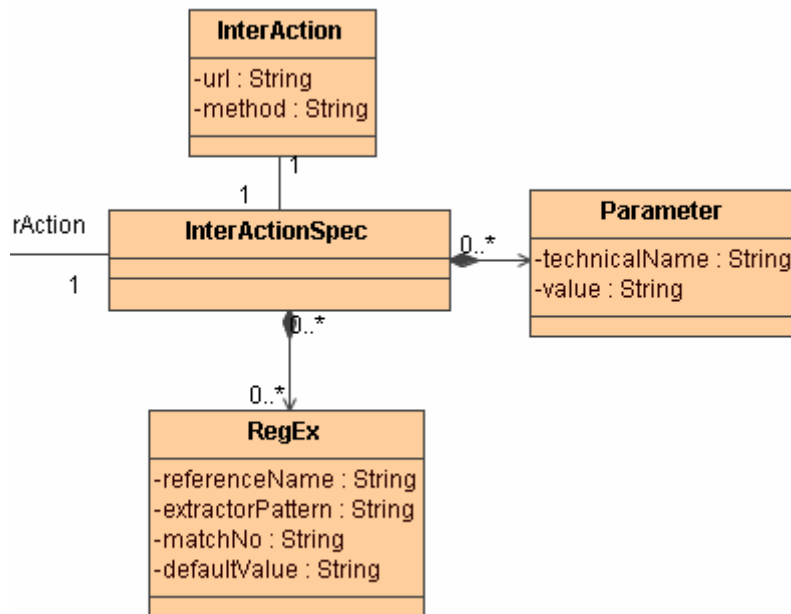 InterAction
-url : String
-method : String
1
1
rAction
InterActionSpec
1
0..*
Parameter
-technicalName : String
-value : String
0..*
0..*
RegEx
-referenceName : String
-extractorPattern : String
-matchNo : String
-defaultValue : String